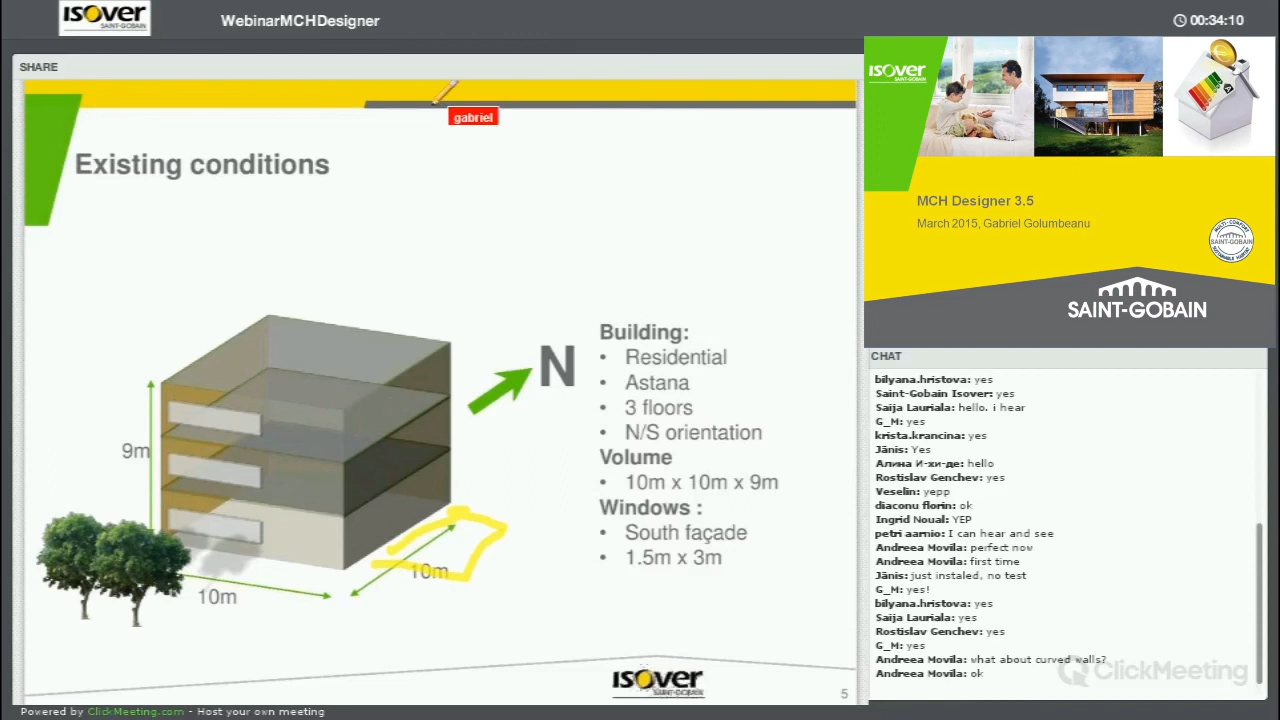 ISOVER
SAINT-GOBAIN
WebinarMCHDesigner
00:34:10
SHARE
gabriel
Existing conditions
N
9m
10m
10m
Building:
• Residential
• Astana
• 3 floors
• N/S orientation
Volume
• 10m x 10m x 9m
Windows :
• South façade
• 1.5m x 3m
ISOVER
SAINT-GOBAIN
5
ISOVER
SAINT-GOBAIN
MCH Designer 3.5
March 2015, Gabriel Golumbeanu
MULTI-COMFORT
SAINT-GOBAIN
SUSTAINABLE HABITAT
SAINT-GOBAIN
CHAT
bilyana.hristova: yes
Saint-Gobain Isover: yes
Saija Lauriala: hello. i hear
G_M: yes
krista.krancina: yes
Jānis: Yes
Алина И-хи-де: hello
Rostislav Genchev: yes
Veselin: yepp
diaconu florin: ok
Ingrid Noual: YEP
petri aarnio: I can hear and see
Andreea Movila: perfect now
Andreea Movila: first time
Jānis: just instaled, no test
G_M: yes!
bilyana.hristova: yes
Saija Lauriala: yes
Rostislav Genchev: yes
G_M: yes
Andreea Movila: what about curved walls?
Andreea Movila: ok
ClickMeeting
Powered by ClickMeeting.com - Host your own meeting